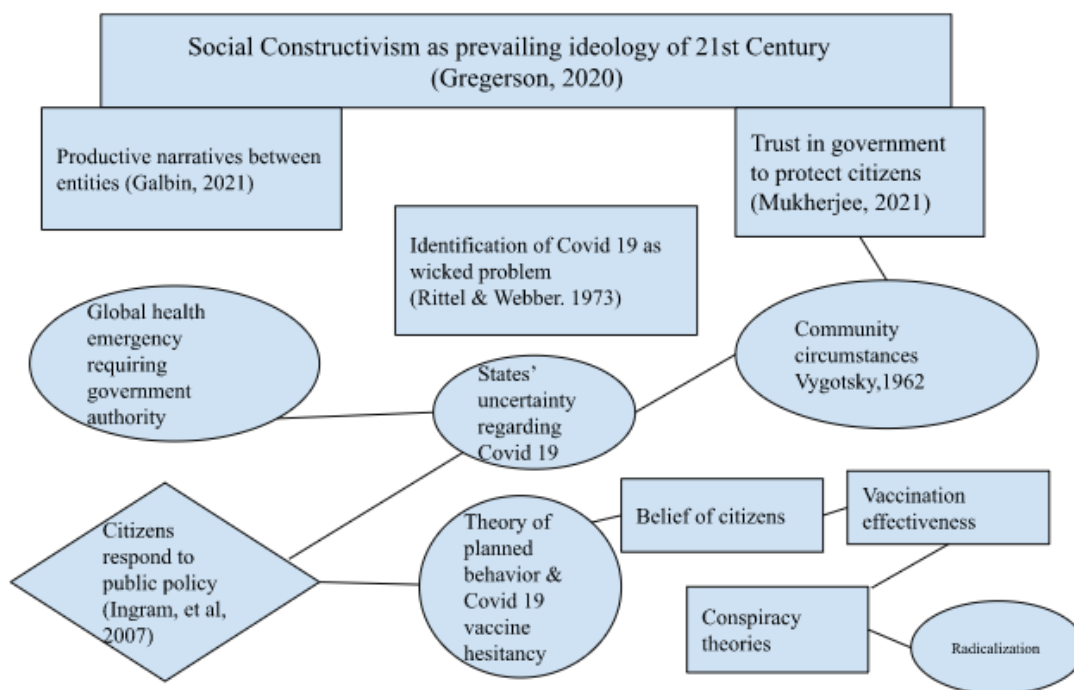 Social Constructivism as prevailing ideology of 21st Century
(Gregerson, 2020)
Productive narratives between
entities (Galbin, 2021)
Trust in government
to protect citizens
(Mukherjee, 2021)
Identification of Covid 19 as
wicked problem
(Rittel & Webber. 1973)
Global health
emergency
requiring
government
authority
States’
uncertainty
regarding
Covid 19
Community
circumstances
Vygotsky,1962
Citizens
respond to
public policy
(Ingram, et al,
2007)
Theory of
planned
behavior &
Covid 19
vaccine
hesitancy
Belief of citizens
Vaccination
effectiveness
Conspiracy
theories
Radicalization